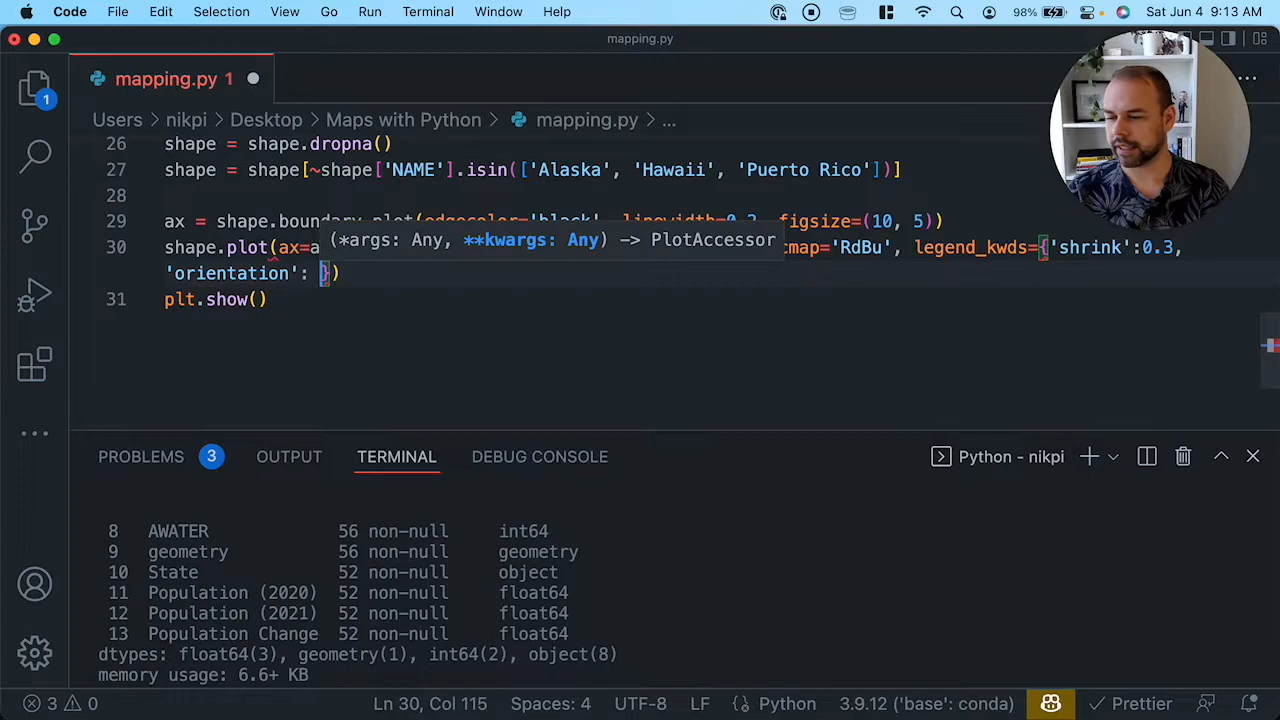 Code File Edit Selection View Go Run Terminal Window Help 98% Sat Jun 4 9:13 AM
mapping.py
mapping.py 1
1
Users > nikpi > Desktop > Maps with Python > mapping.py > ...
26 shape = shape.dropna()
27 shape = shape[~shape['NAME'].isin(['Alaska', 'Hawaii', 'Puerto Rico'])]
28
29 ax = shape.boundary.plot(edgecolor='black', linewidth=0.2, figsize=(10, 5))
(*args: Any, **kwargs: Any) -> PlotAccessor
30 shape.plot(ax=a cmap='RdBu', legend_kwds={'shrink':0.3,
'orientation': })
31 plt.show()
PROBLEMS 3 OUTPUT TERMINAL DEBUG CONSOLE Python - nikpi
8 AWATER 56 non-null int64
9 geometry 56 non-null geometry
10 State 52 non-null object
11 Population (2020) 52 non-null float64
12 Population (2021) 52 non-null float64
13 Population Change 52 non-null float64
dtypes: float64(3), geometry(1), int64(2), object(8)
memory usage: 6.6+ KB
3 0 Ln 30, Col 115 Spaces: 4 UTF-8 LF Python 3.9.12 ('base': conda) Prettier